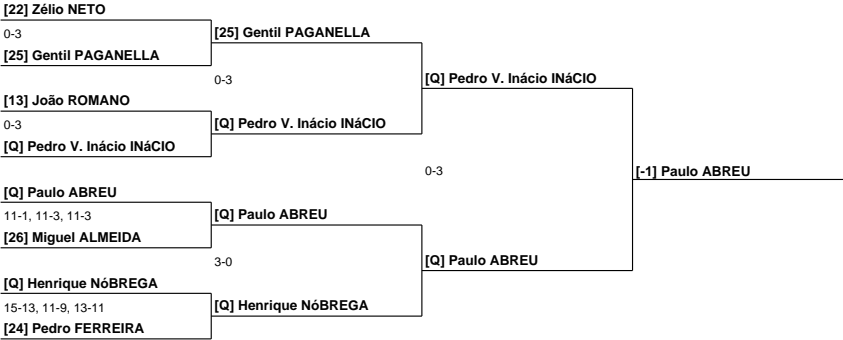 [22] Zélio NETO
0-3
[25] Gentil PAGANELLA
[25] Gentil PAGANELLA
0-3
[Q] Pedro V. Inácio INáCIO
[13] João ROMANO
0-3
[Q] Pedro V. Inácio INáCIO
[Q] Pedro V. Inácio INáCIO
0-3
[-1] Paulo ABREU
[Q] Paulo ABREU
11-1, 11-3, 11-3
[Q] Paulo ABREU
[26] Miguel ALMEIDA
3-0
[Q] Paulo ABREU
[Q] Henrique NóBREGA
15-13, 11-9, 13-11
[Q] Henrique NóBREGA
[24] Pedro FERREIRA